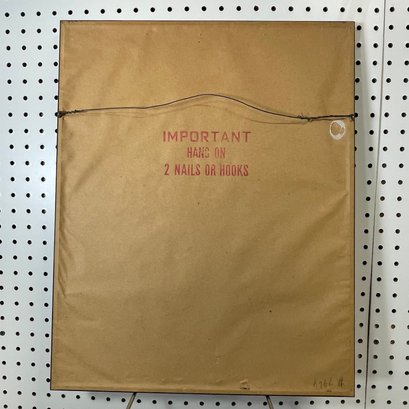 IMPORTANT
HANG ON
2 NAILS OR HOOKS